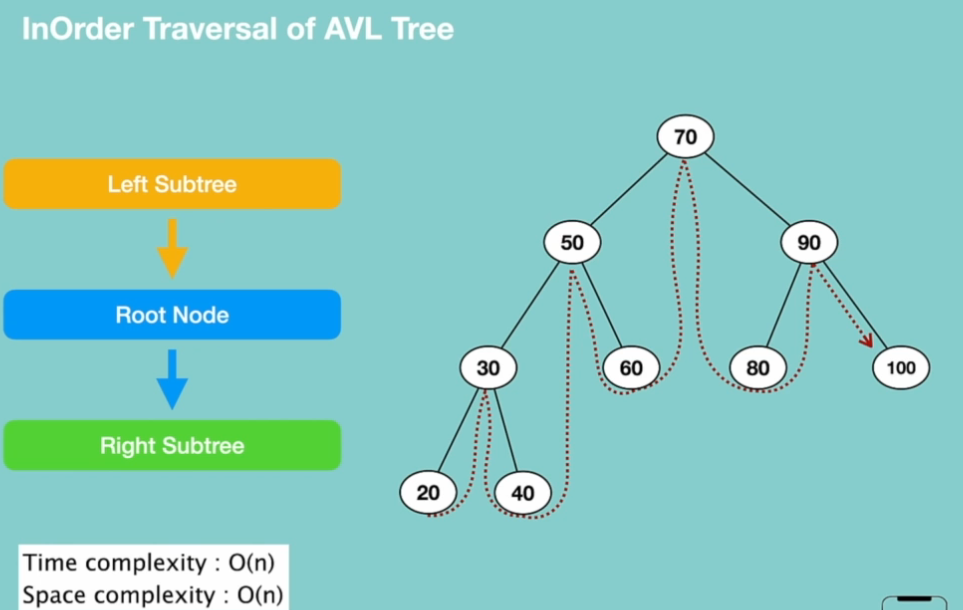 InOrder Traversal of AVL Tree
Left Subtree
Root Node
Right Subtree
70
50
90
30
60
80
100
20
40
Time complexity : O(n)
Space complexity : O(n)